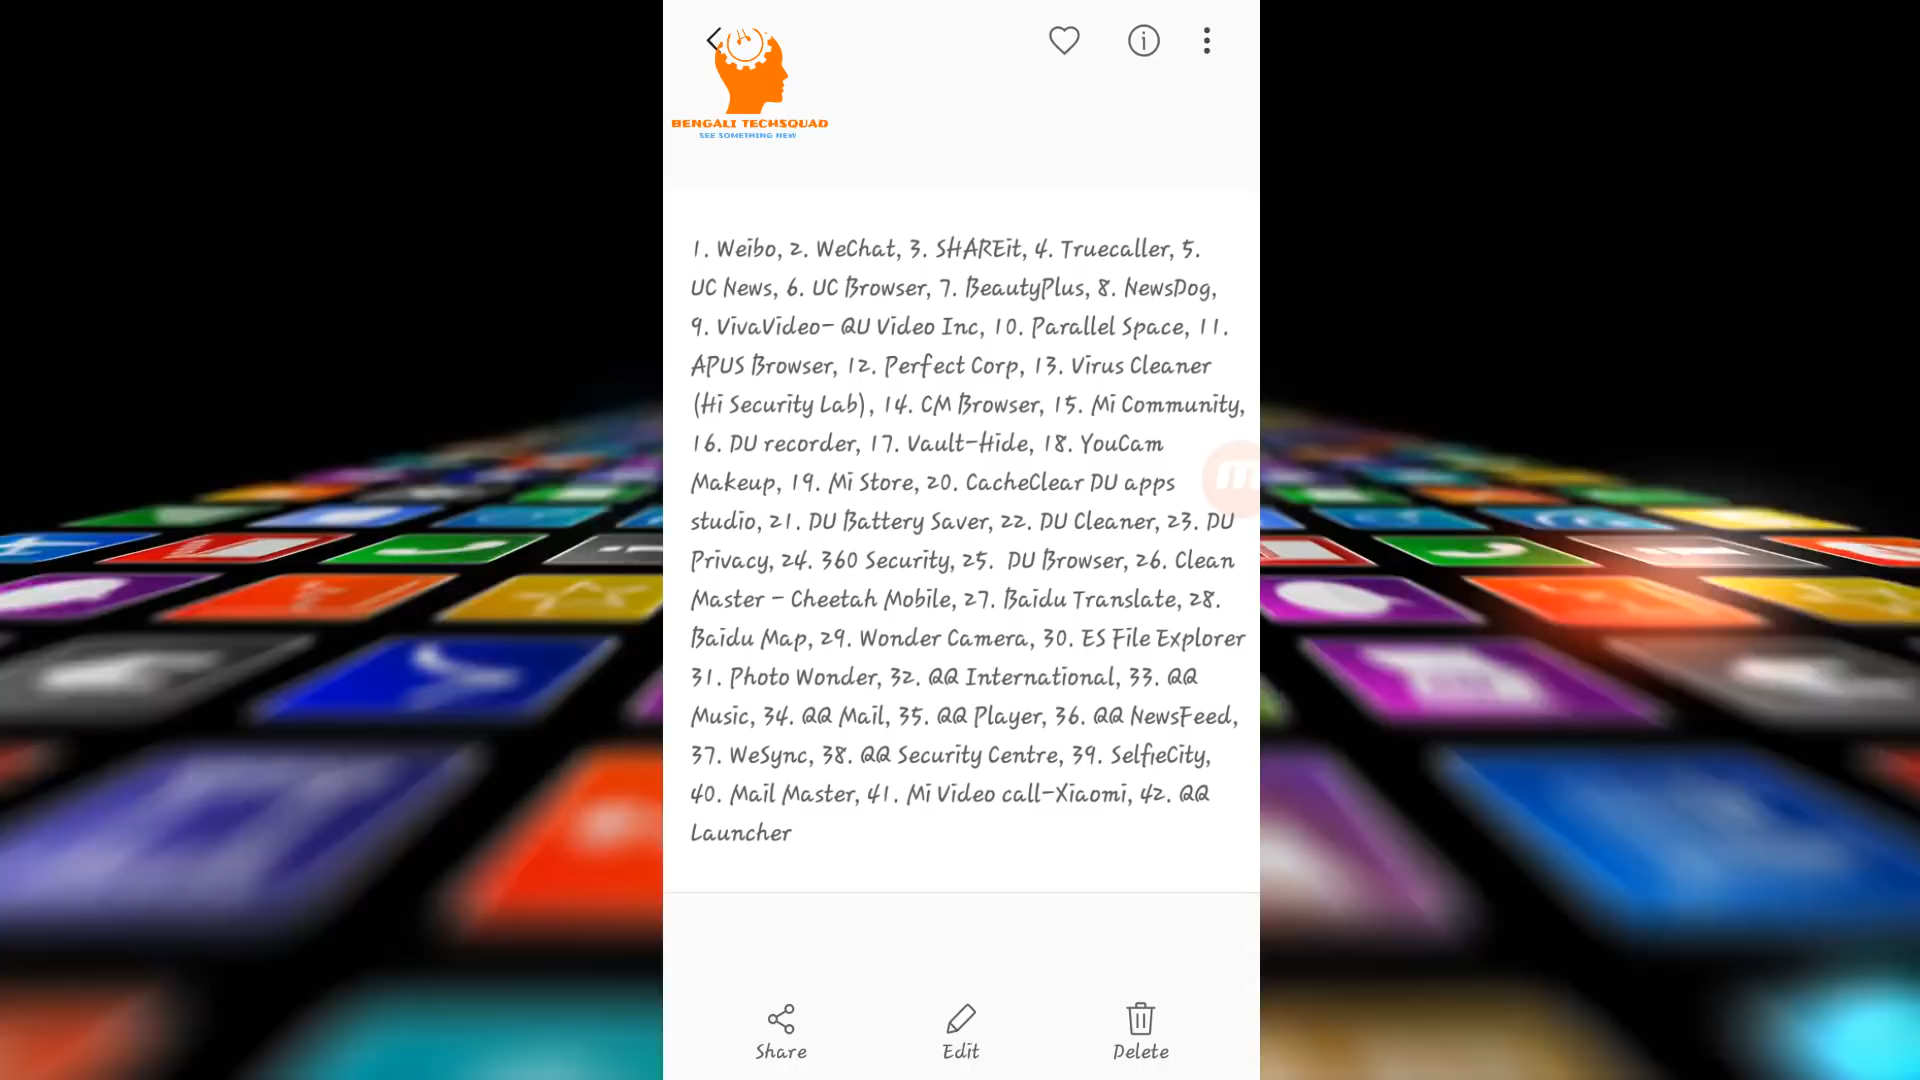 BENGALI TECHSQUAD
SEE SOMETHING NEW
1. Weibo, 2. WeChat, 3. SHAREit, 4. Truecaller, 5.
UC News, 6. UC Browser, 7. BeautyPlus, 8. NewsDog,
9. VivaVideo- QU Video Inc, 10. Parallel Space, 11.
APUS Browser, 12. Perfect Corp, 13. Virus Cleaner
(Hi Security Lab), 14. CM Browser, 15. Mi Community,
16. DU recorder, 17. Vault-Hide, 18. YouCam
Makeup, 19. Mi Store, 20. CacheClear DU apps
studio, 21. DU Battery Saver, 22. DU Cleaner, 23. DU
Privacy, 24. 360 Security, 25. DU Browser, 26. Clean
Master - Cheetah Mobile, 27. Baidu Translate, 28.
Baidu Map, 29. Wonder Camera, 30. ES File Explorer
31. Photo Wonder, 32. QQ International, 33. QQ
Music, 34. QQ Mail, 35. QQ Player, 36. QQ NewsFeed,
37. WeSync, 38. QQ Security Centre, 39. SelfieCity,
40. Mail Master, 41. Mi Video call-Xiaomi, 42. QQ
Launcher
Share Edit Delete